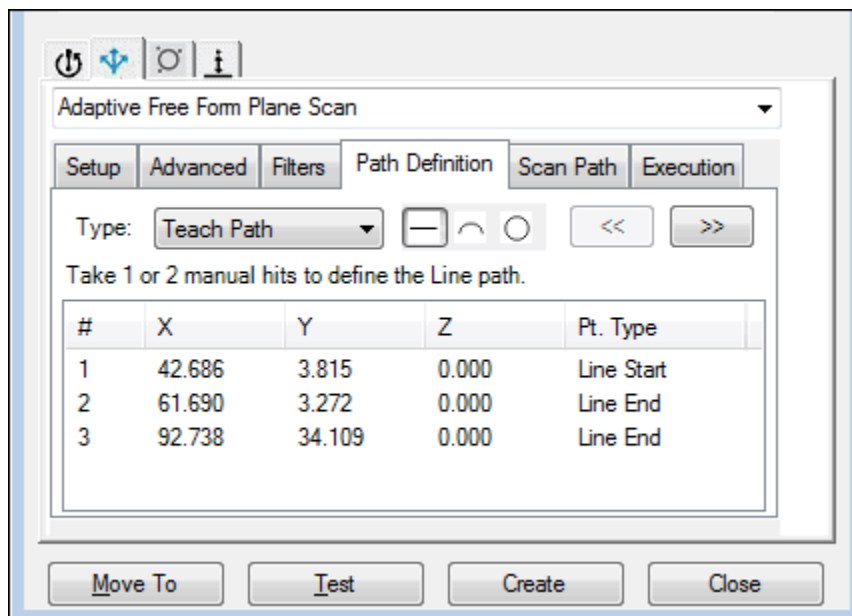 Adaptive Free Form Plane Scan
Setup Advanced Filters Path Definition Scan Path Execution
Type: Teach Path << >>
Take 1 or 2 manual hits to define the Line path.
# X Y Z Pt. Type
1 42.686 3.815 0.000 Line Start
2 61.690 3.272 0.000 Line End
3 92.738 34.109 0.000 Line End
Move To Test Create Close